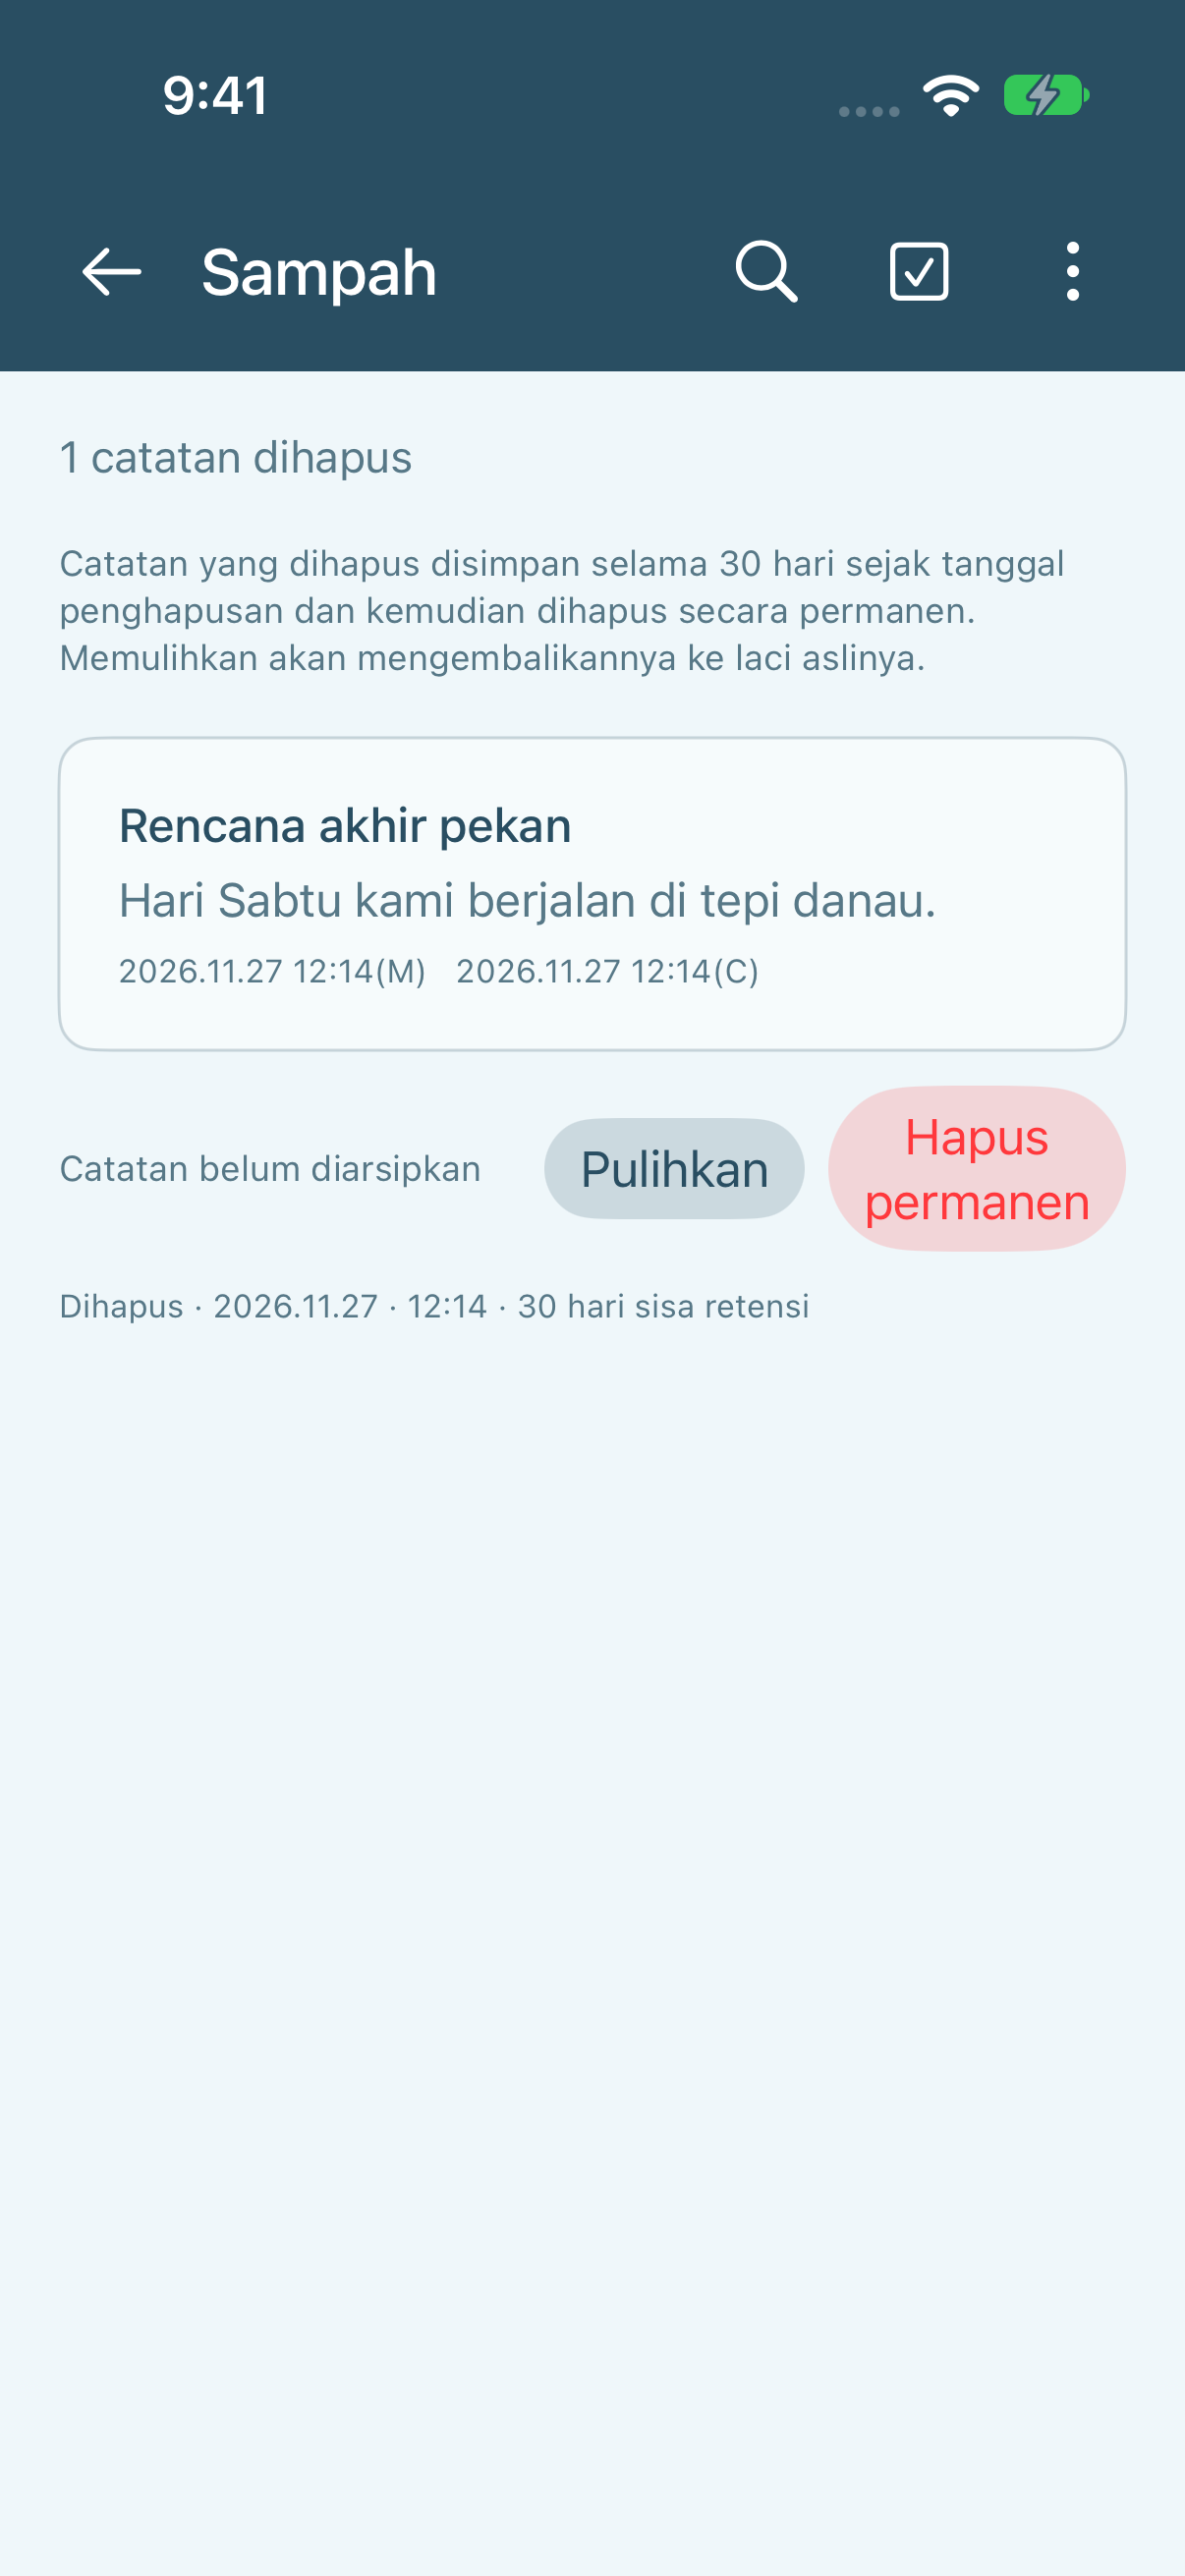 9:41
Sampah
1 catatan dihapus
Catatan yang dihapus disimpan selama 30 hari sejak tanggal
penghapusan dan kemudian dihapus secara permanen.
Memulihkan akan mengembalikannya ke laci aslinya.
Rencana akhir pekan
Hari Sabtu kami berjalan di tepi danau.
2026.11.27 12:14(M) 2026.11.27 12:14(C)
Catatan belum diarsipkan
Pulihkan
Hapus
permanen
Dihapus · 2026.11.27 · 12:14 · 30 hari sisa retensi